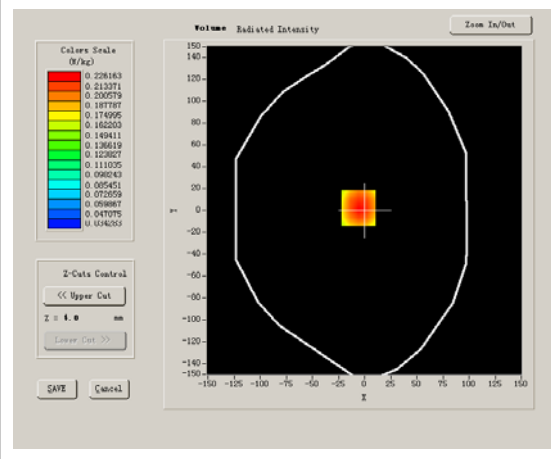 Volume Radiated Intensity
Zoom In/Out
Colors Scale
(W/kg)
0.226163
0.213371
0.200579
0.187787
0.174995
0.162203
0.149411
0.136619
0.123827
0.111035
0.098243
0.085451
0.072659
0.059867
0.047075
0.034283
150
140
120
100
80
60
40
20
0
-20
-40
-60
-80
-100
-120
-140
-150
Y
-150 -125 -100 -75 -50 -25 0 25 50 75 100 125 150
X
Z-Cuts Control
<< Upper Cut
Z = 4.0 mm
Lower Cut >>
SAVE
Cancel